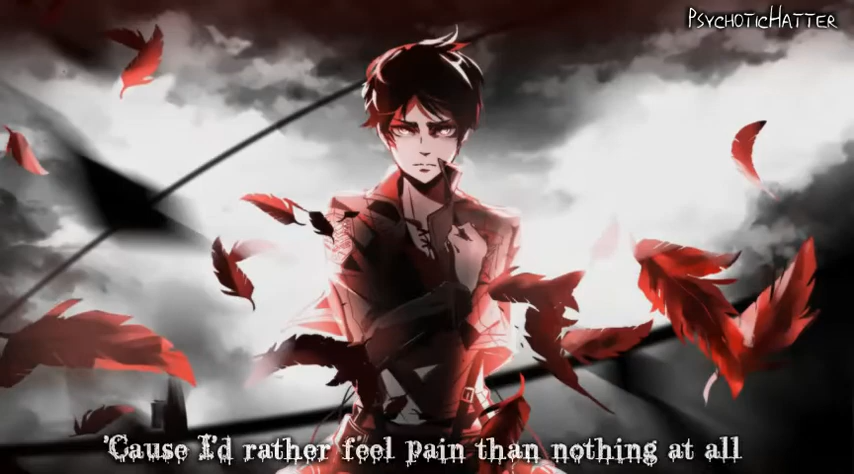 PsychoticHatter
'Cause I'd rather feel pain than nothing at all